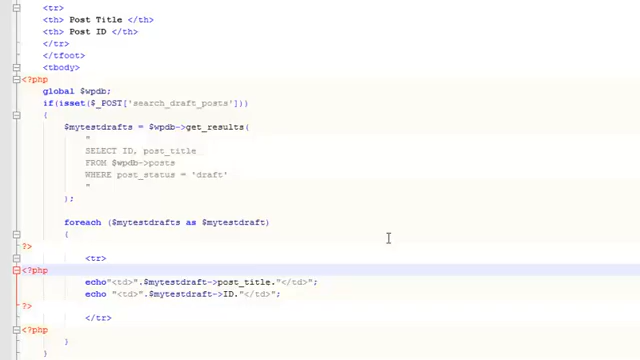 <tr>
<th> Post Title </th>
<th> Post ID </th>
</tr>
</tfoot>
<tbody>
<?php
global $wpdb;
if(isset($_POST['search_draft_posts']))
{
$mytestdrafts = $wpdb->get_results(
"
SELECT ID, post_title
FROM $wpdb->posts
WHERE post_status = 'draft'
"
);
foreach ($mytestdrafts as $mytestdraft)
{
?>
<tr>
<?php
echo"<td>".$mytestdraft->post_title."</td>";
echo "<td>".$mytestdraft->ID."</td>";
?>
</tr>
<?php
}
}